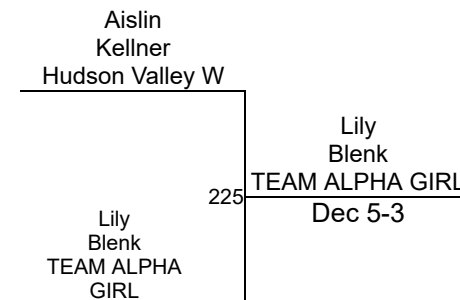 Aislin
Kellner
Hudson Valley W
Lily
Blenk
TEAM ALPHA GIRL
225
Dec 5-3
Lily
Blenk
TEAM ALPHA
GIRL